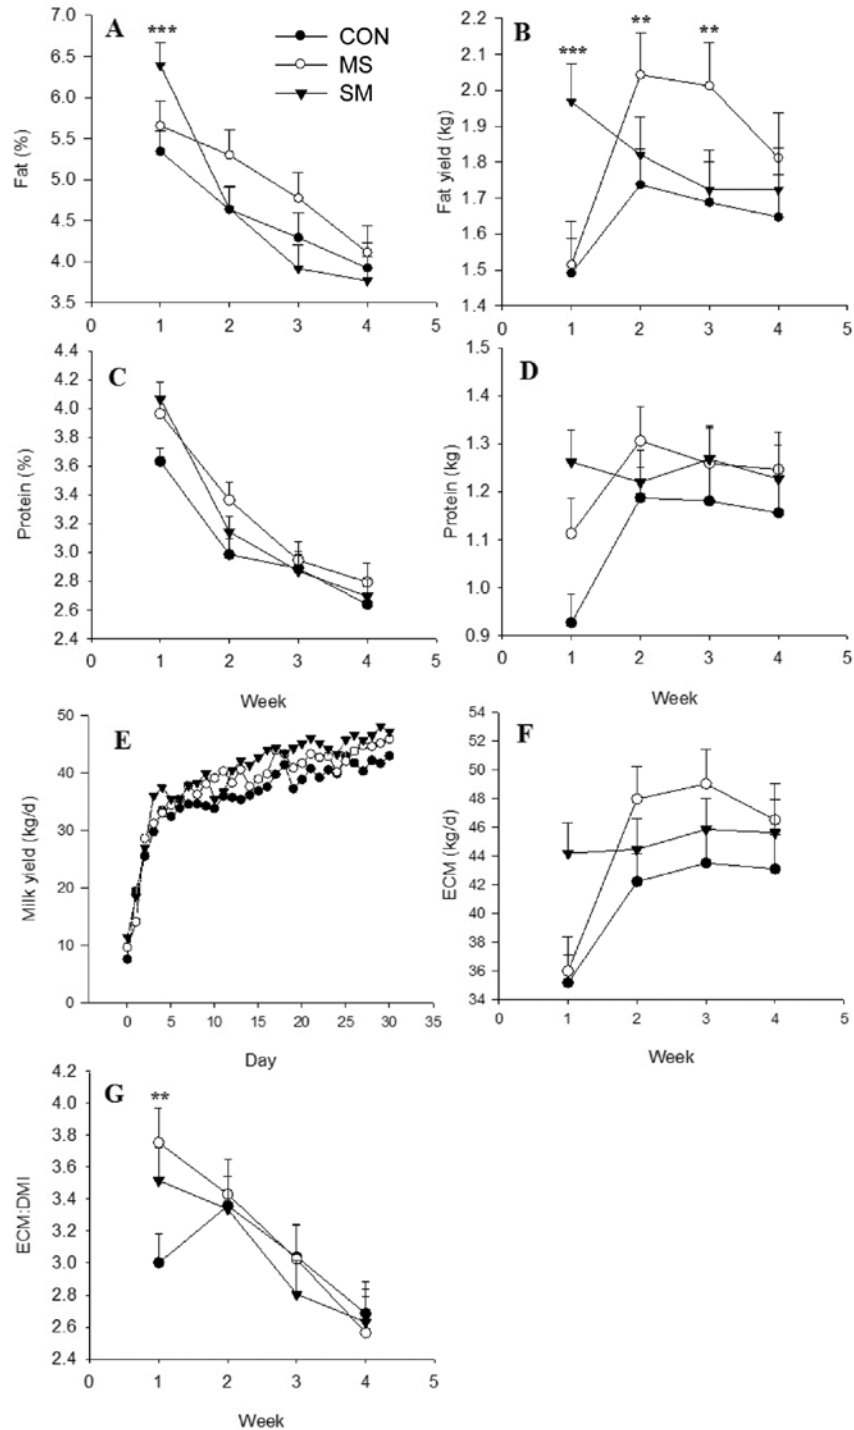 A
***
CON
MS
SM
Fat (%)
7.0
6.5
6.0
5.5
5.0
4.5
4.0
3.5
0 1 2 3 4 5
B
***
**
**
Fat yield (kg)
2.2
2.1
2.0
1.9
1.8
1.7
1.6
1.5
1.4
0 1 2 3 4 5
C
Protein (%)
4.4
4.2
4.0
3.8
3.6
3.4
3.2
3.0
2.8
2.6
2.4
0 1 2 3 4 5
Week
D
Protein (kg)
1.5
1.4
1.3
1.2
1.1
1.0
0.9
0 1 2 3 4 5
Week
E
Milk yield (kg/d)
50
40
30
20
10
0
0 5 10 15 20 25 30 35
Day
F
ECM (kg/d)
54
52
50
48
46
44
42
40
38
36
34
0 1 2 3 4 5
Week
G
**
ECM:DMI
4.2
4.0
3.8
3.6
3.4
3.2
3.0
2.8
2.6
2.4
0 1 2 3 4 5
Week